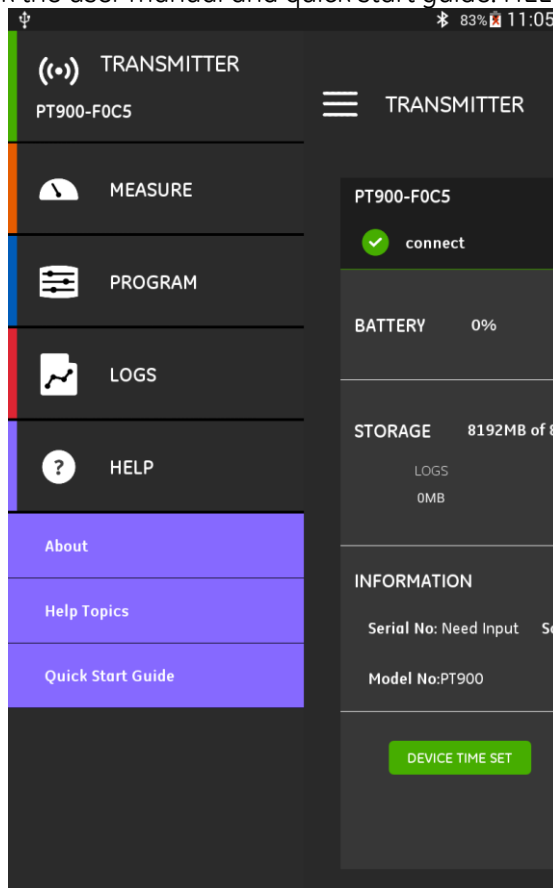 83% 11:05
TRANSMITTER
PT900-F0C5
MEASURE
PROGRAM
LOGS
HELP
About
Help Topics
Quick Start Guide
TRANSMITTER
PT900-F0C5
connect
BATTERY 0%
STORAGE 8192MB of
LOGS
0MB
INFORMATION
Serial No: Need Input
Model No:PT900
DEVICE TIME SET